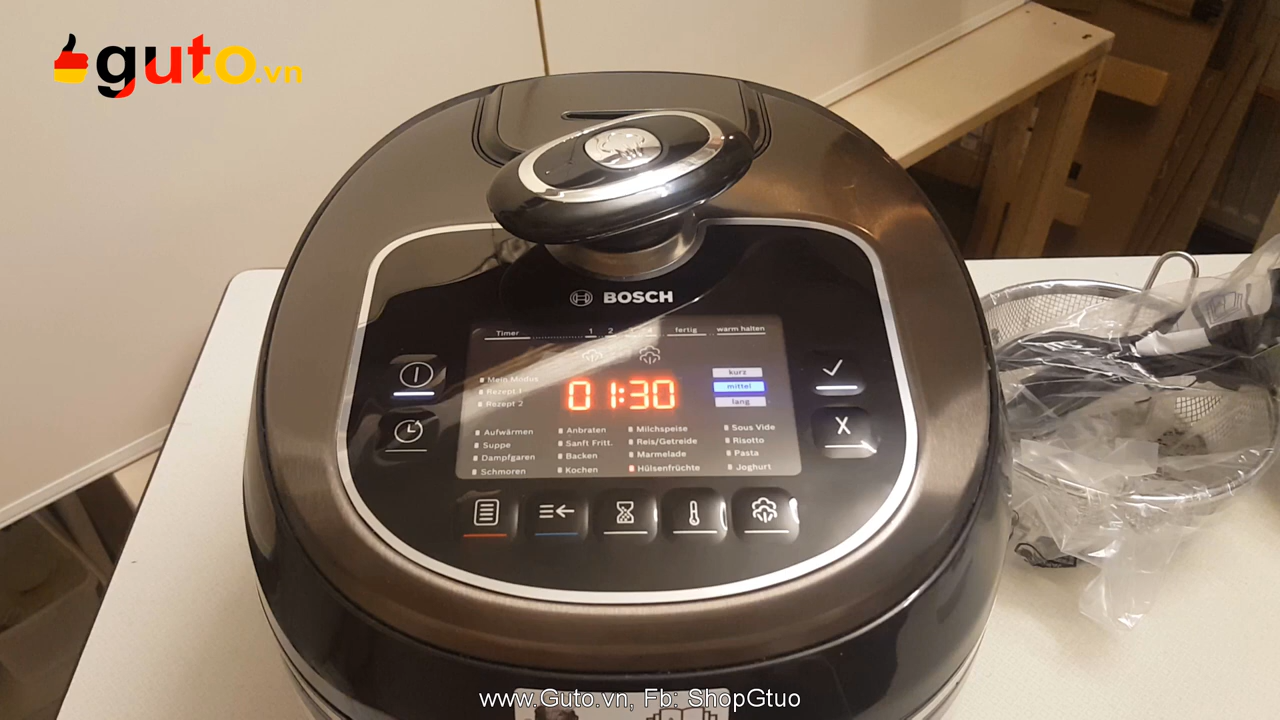 guto.vn
BOSCH
Timer 1 2 4 fertig warm halten
Mein Modus
Rezept 1
Rezept 2
01:30
kurz
mittel
lang
Aufwärmen Anbraten Milchspeise Sous Vide
Suppe Sanft Fritt. Reis/Getreide Risotto
Dampfgaren Backen Marmelade Pasta
Schmoren Kochen Hülsenfrüchte Joghurt
www.Guto.vn, Fb: ShopGtuo